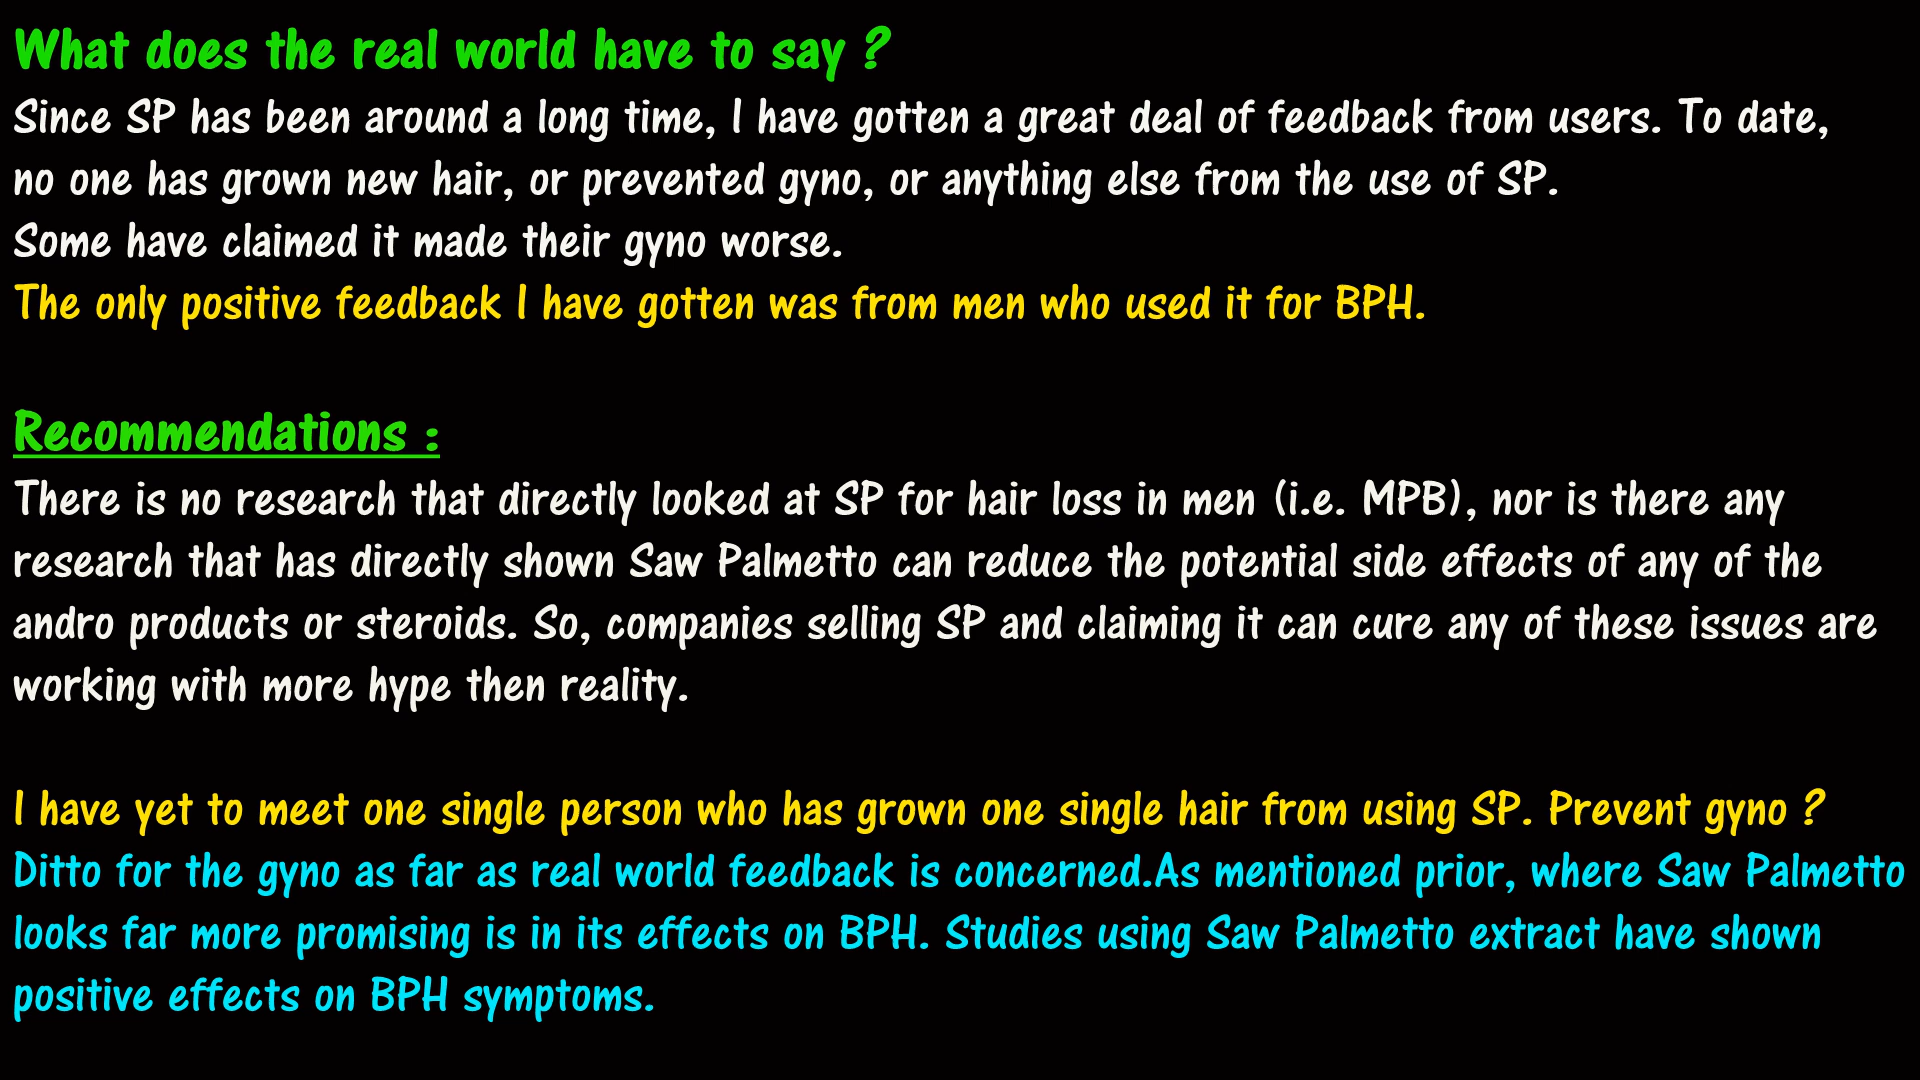 What does the real world have to say ?
Since SP has been around a long time, I have gotten a great deal of feedback from users. To date,
no one has grown new hair, or prevented gyno, or anything else from the use of SP.
Some have claimed it made their gyno worse.
The only positive feedback I have gotten was from men who used it for BPH.
Recommendations :
There is no research that directly looked at SP for hair loss in men (i.e. MPB), nor is there any
research that has directly shown Saw Palmetto can reduce the potential side effects of any of the
andro products or steroids. So, companies selling SP and claiming it can cure any of these issues are
working with more hype then reality.
I have yet to meet one single person who has grown one single hair from using SP. Prevent gyno ?
Ditto for the gyno as far as real world feedback is concerned.As mentioned prior, where Saw Palmetto
looks far more promising is in its effects on BPH. Studies using Saw Palmetto extract have shown
positive effects on BPH symptoms.